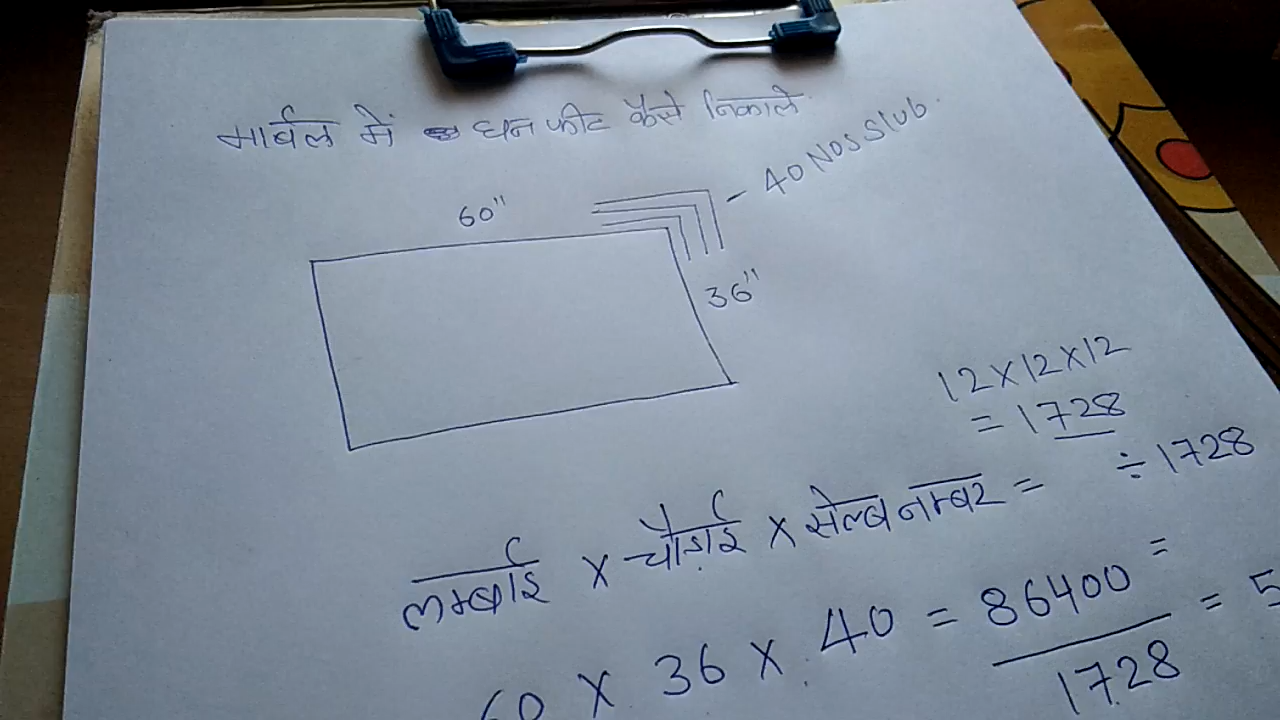 मार्बल में घन फीट कैसे निकाले
60"
40 Nos Slub.
36"
12 X 12 X 12
= 1728
÷ 1728
लम्बाई X चौड़ाई X सेल्ब नम्बर =
60 X 36 X 40 = 86400 =
1728
= 5